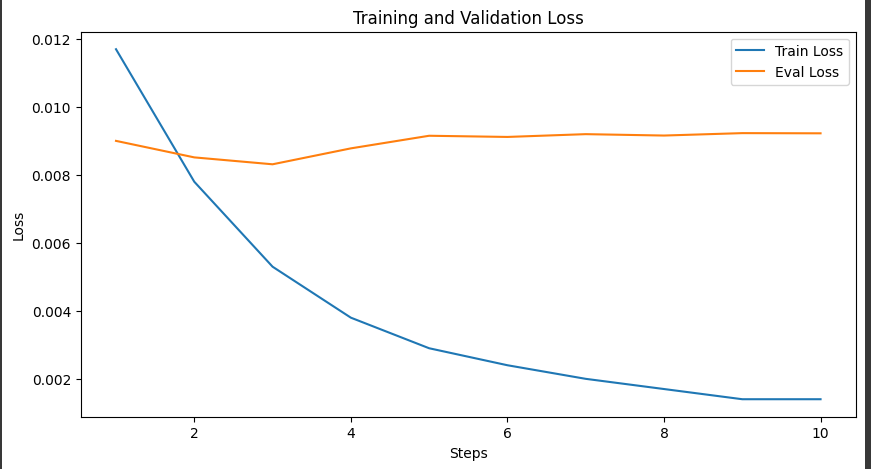 Training and Validation Loss
Train Loss
Eval Loss
0.012
0.010
0.008
0.006
0.004
0.002
Loss
2
4
6
8
10
Steps